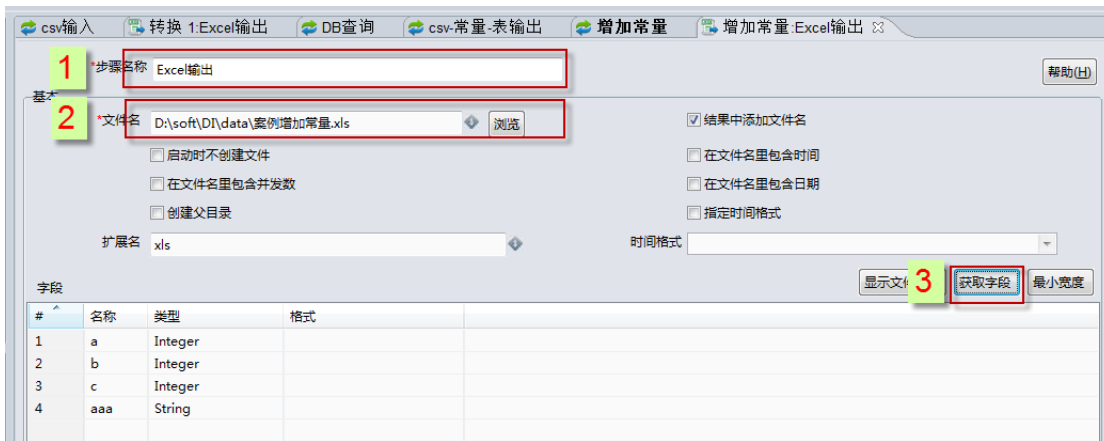 csv输入 转换 1:Excel输出 DB查询 csv-常量-表输出 增加常量 增加常量:Excel输出
1 *步骤名称 Excel输出 帮助(H)
基本
2 *文件名 D:\soft\DI\data\案例增加常量.xls 浏览 结果中添加文件名
启动时不创建文件 在文件名里包含时间
在文件名里包含并发数 在文件名里包含日期
创建父目录 指定时间格式
扩展名 xls 时间格式
字段 显示文 3 获取字段 最小宽度
# 名称 类型 格式
1 a Integer
2 b Integer
3 c Integer
4 aaa String